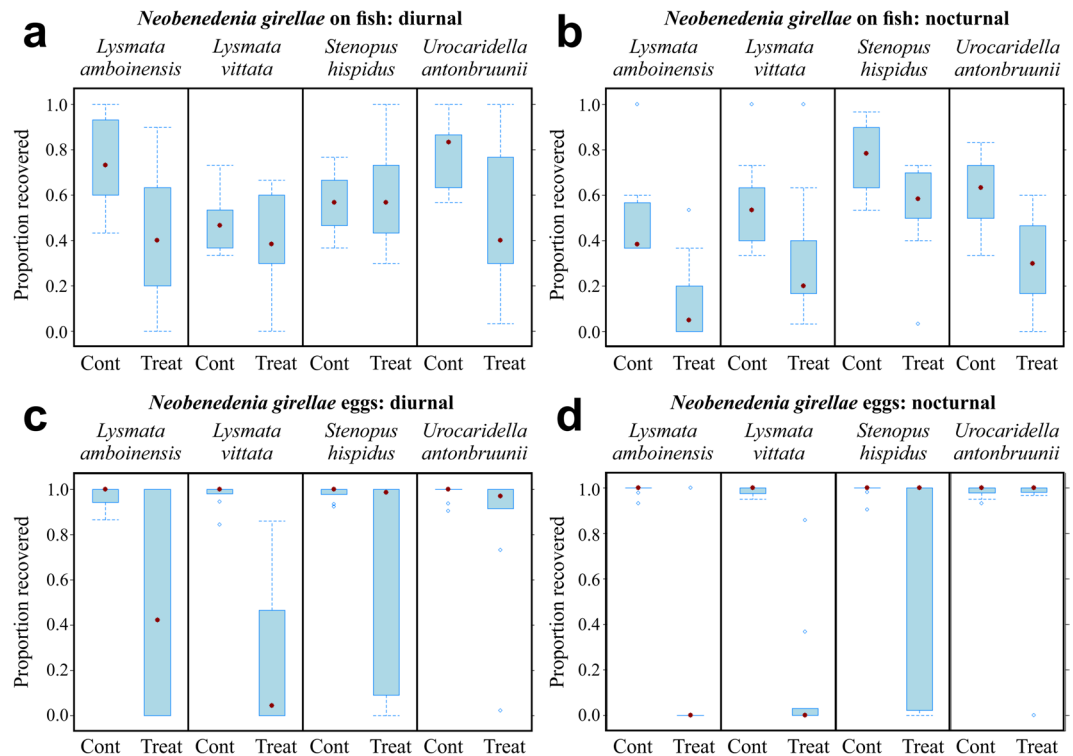 a
Neobenedenia girellae on fish: diurnal
Lysmata amboinensis
Lysmata vittata
Stenopus hispidus
Urocaridella antonbruunii
Proportion recovered
1.0
0.8
0.6
0.4
0.2
0.0
Cont Treat Cont Treat Cont Treat Cont Treat
b
Neobenedenia girellae on fish: nocturnal
Lysmata amboinensis
Lysmata vittata
Stenopus hispidus
Urocaridella antonbruunii
Proportion recovered
1.0
0.8
0.6
0.4
0.2
0.0
Cont Treat Cont Treat Cont Treat Cont Treat
c
Neobenedenia girellae eggs: diurnal
Lysmata amboinensis
Lysmata vittata
Stenopus hispidus
Urocaridella antonbruunii
Proportion recovered
1.0
0.8
0.6
0.4
0.2
0.0
Cont Treat Cont Treat Cont Treat Cont Treat
d
Neobenedenia girellae eggs: nocturnal
Lysmata amboinensis
Lysmata vittata
Stenopus hispidus
Urocaridella antonbruunii
Proportion recovered
1.0
0.8
0.6
0.4
0.2
0.0
Cont Treat Cont Treat Cont Treat Cont Treat